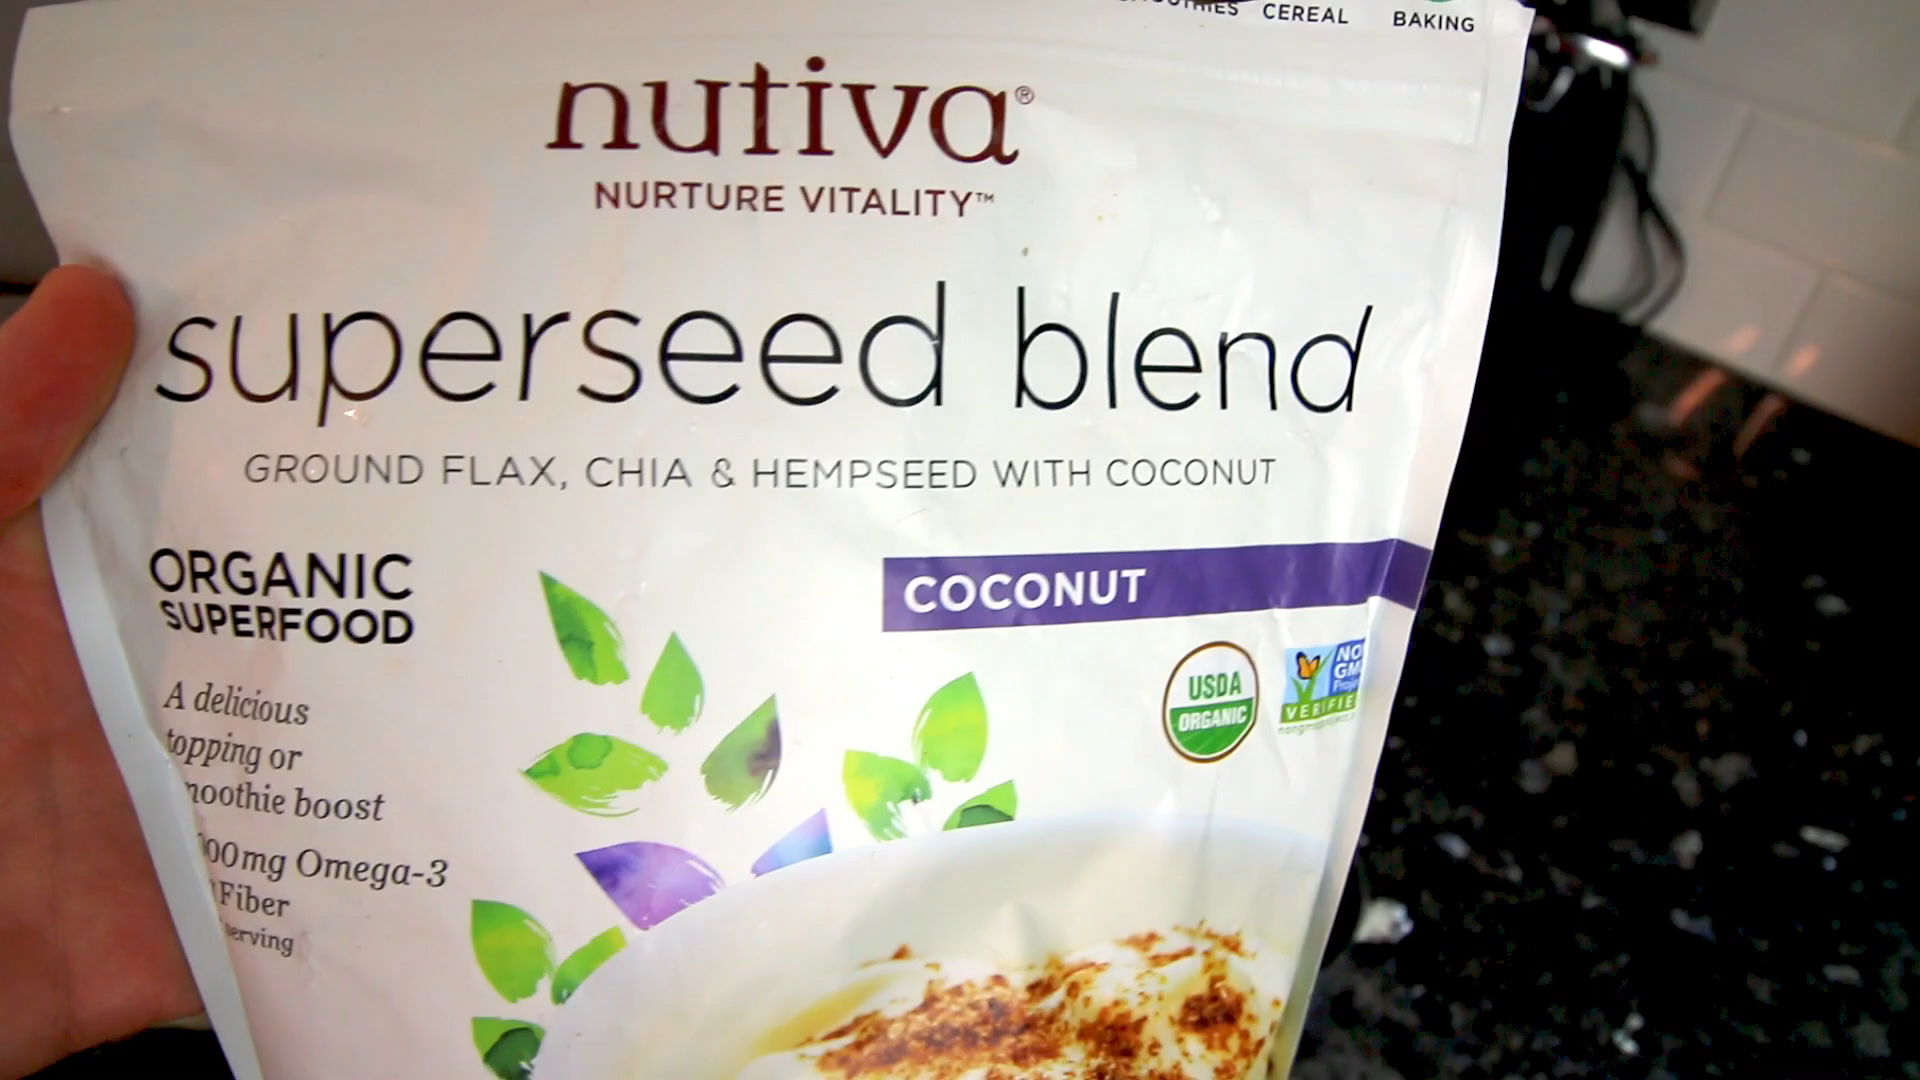 CEREAL BAKING
nutiva®
NURTURE VITALITY™
superseed blend
GROUND FLAX, CHIA & HEMPSEED WITH COCONUT
ORGANIC
SUPERFOOD
COCONUT
A delicious
topping or
boost
Omega-3
Fiber
USDA
ORGANIC